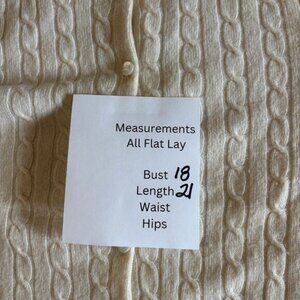 Measurements
All Flat Lay
Bust 18
Length 21
Waist
Hips